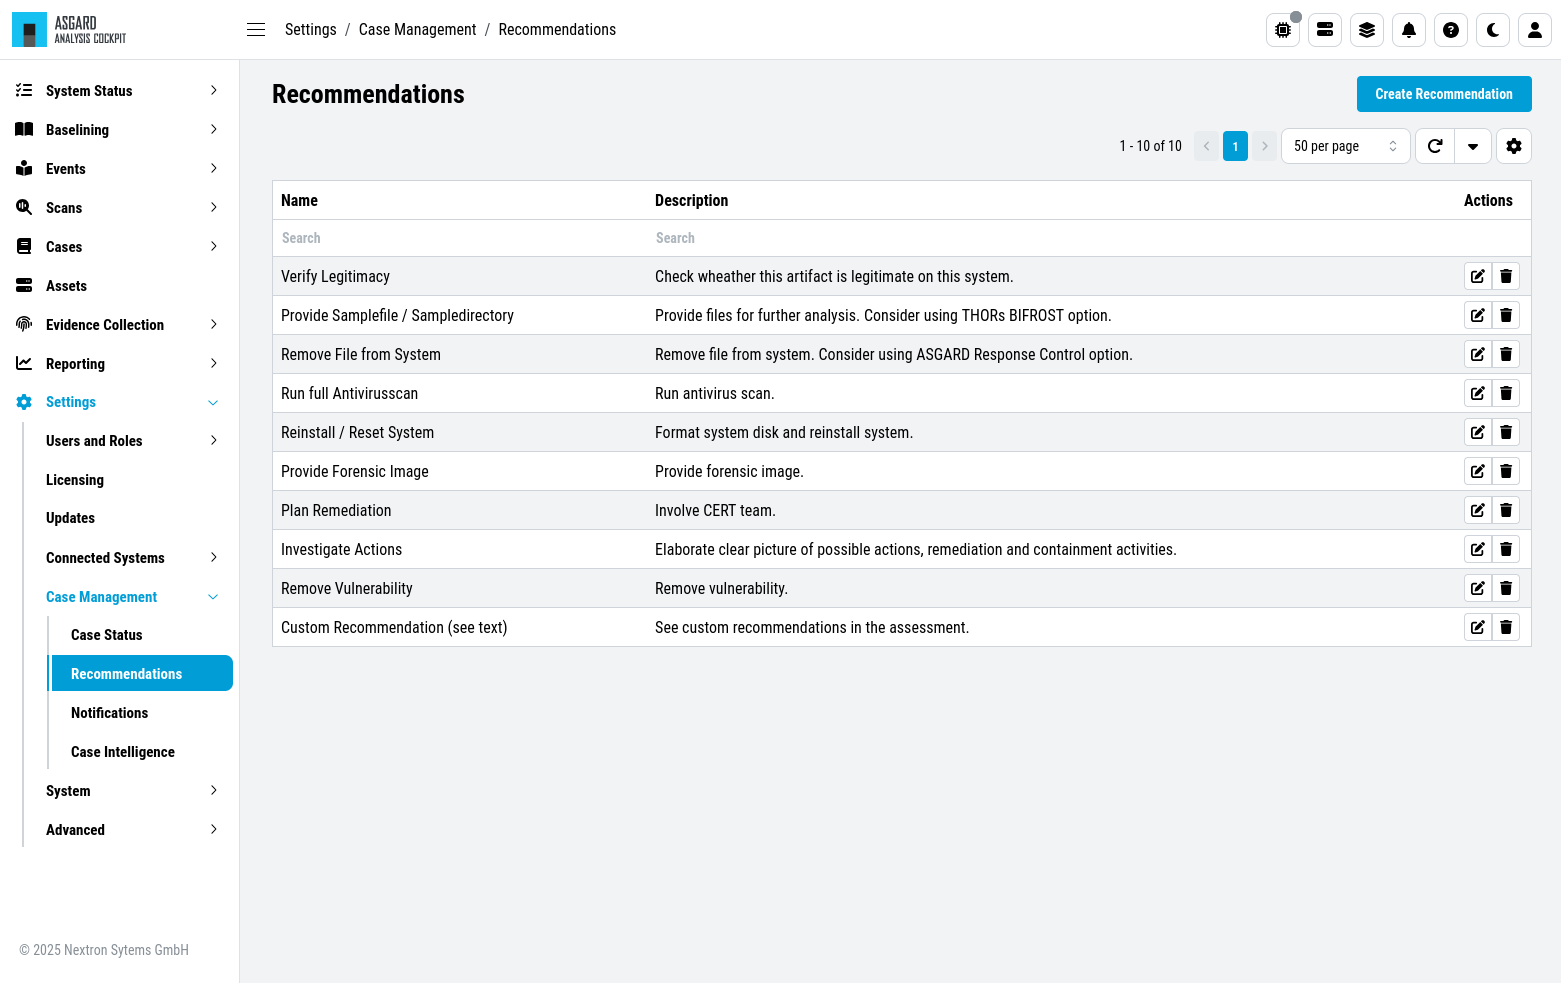 ASGARD
ANALYSIS COCKPIT
Settings / Case Management / Recommendations
System Status
Baselining
Events
Scans
Cases
Assets
Evidence Collection
Reporting
Settings
Users and Roles
Licensing
Updates
Connected Systems
Case Management
Case Status
Recommendations
Notifications
Case Intelligence
System
Advanced
© 2025 Nextron Sytems GmbH
Recommendations
Create Recommendation
1 - 10 of 10
1
50 per page
Name Description Actions
Search Search
Verify Legitimacy Check wheather this artifact is legitimate on this system.
Provide Samplefile / Sampledirectory Provide files for further analysis. Consider using THORs BIFROST option.
Remove File from System Remove file from system. Consider using ASGARD Response Control option.
Run full Antivirusscan Run antivirus scan.
Reinstall / Reset System Format system disk and reinstall system.
Provide Forensic Image Provide forensic image.
Plan Remediation Involve CERT team.
Investigate Actions Elaborate clear picture of possible actions, remediation and containment activities.
Remove Vulnerability Remove vulnerability.
Custom Recommendation (see text) See custom recommendations in the assessment.